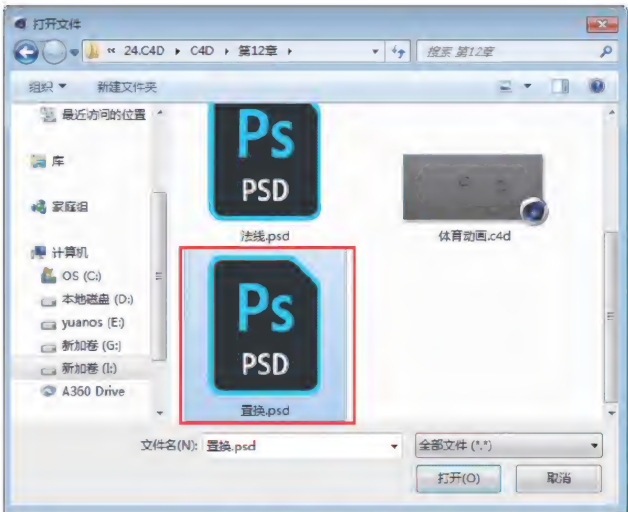 打开文件
« 24.C4D ▸ C4D ▸ 第12章 ▸
搜索 第12章
组织 ▼ 新建文件夹
最近访问的位置
库
家庭组
计算机
OS (C:)
本地磁盘 (D:)
yuanos (E:)
新加卷 (G:)
新加卷 (I:)
A360 Drive
Ps
PSD
法线.psd
体育动画.c4d
Ps
PSD
置换.psd
文件名(N): 置换.psd
全部文件 (*.*)
打开(O) 取消